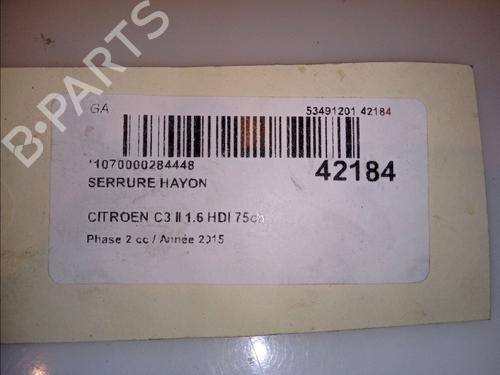 B-PARTS
GA
53491201 42184
*1070000284448
42184
SERRURE HAYON
CITROEN C3 II 1.6 HDI 75ch
Phase 2 cc / Année 2015